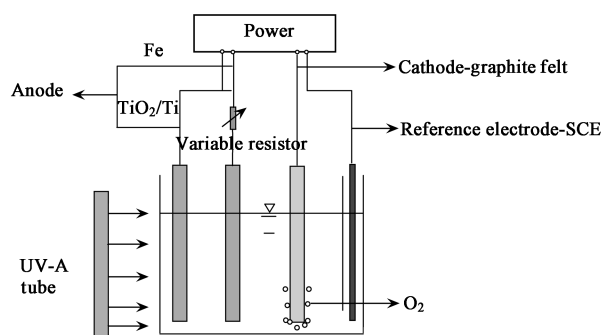 Power
Fe
Cathode-graphite felt
Anode
TiO₂/Ti
Reference electrode-SCE
Variable resistor
UV-A
tube
O₂